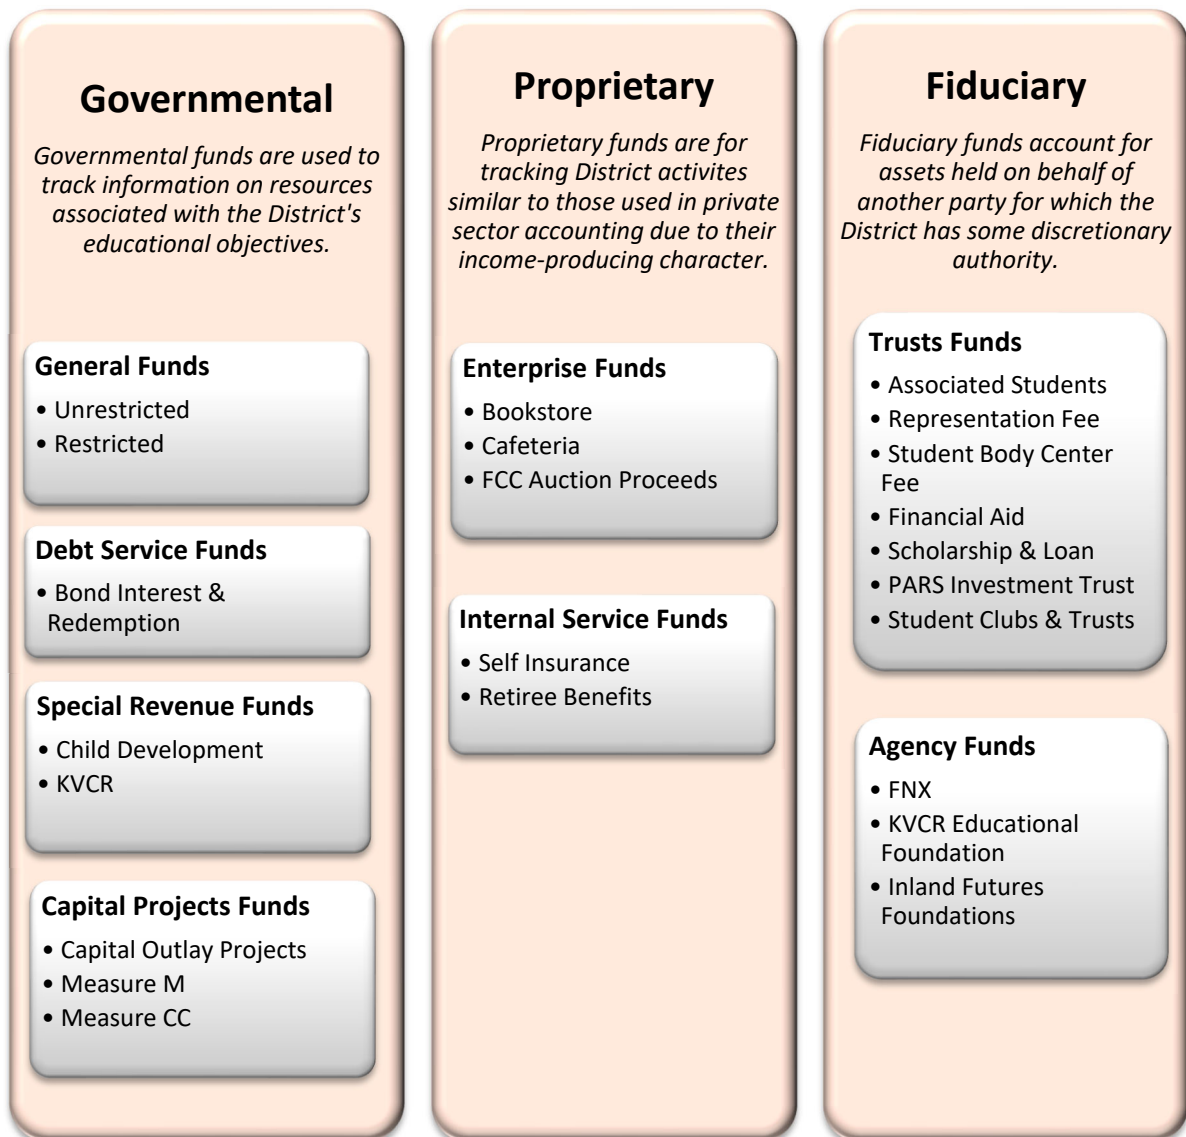 Governmental
Governmental funds are used to
track information on resources
associated with the District's
educational objectives.
General Funds
• Unrestricted
• Restricted
Debt Service Funds
• Bond Interest &
Redemption
Special Revenue Funds
• Child Development
• KVCR
Capital Projects Funds
• Capital Outlay Projects
• Measure M
• Measure CC
Proprietary
Proprietary funds are for
tracking District activites
similar to those used in private
sector accounting due to their
income-producing character.
Enterprise Funds
• Bookstore
• Cafeteria
• FCC Auction Proceeds
Internal Service Funds
• Self Insurance
• Retiree Benefits
Fiduciary
Fiduciary funds account for
assets held on behalf of
another party for which the
District has some discretionary
authority.
Trusts Funds
• Associated Students
• Representation Fee
• Student Body Center
Fee
• Financial Aid
• Scholarship & Loan
• PARS Investment Trust
• Student Clubs & Trusts
Agency Funds
• FNX
• KVCR Educational
Foundation
• Inland Futures
Foundations